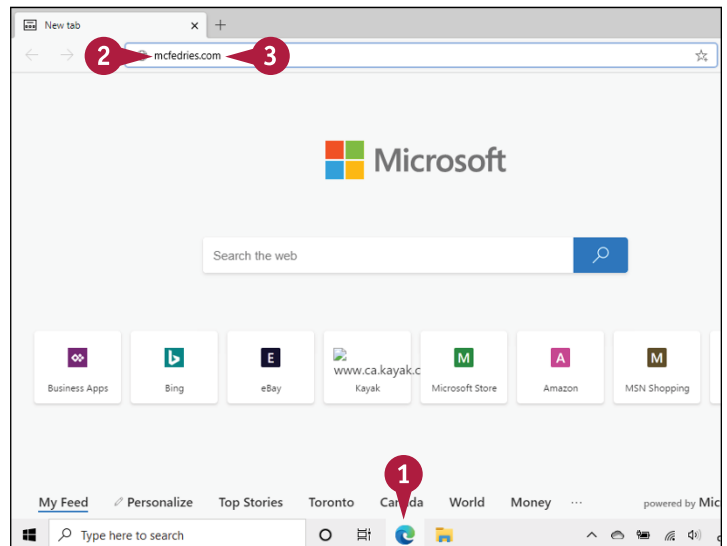 New tab
2 mcfedries.com 3
Microsoft
Search the web
E M A M
www.ca.kayak.c
Business Apps Bing eBay Kayak Microsoft Store Amazon MSN Shopping
1
My Feed Personalize Top Stories Toronto Canada World Money ... powered by Mic
Type here to search